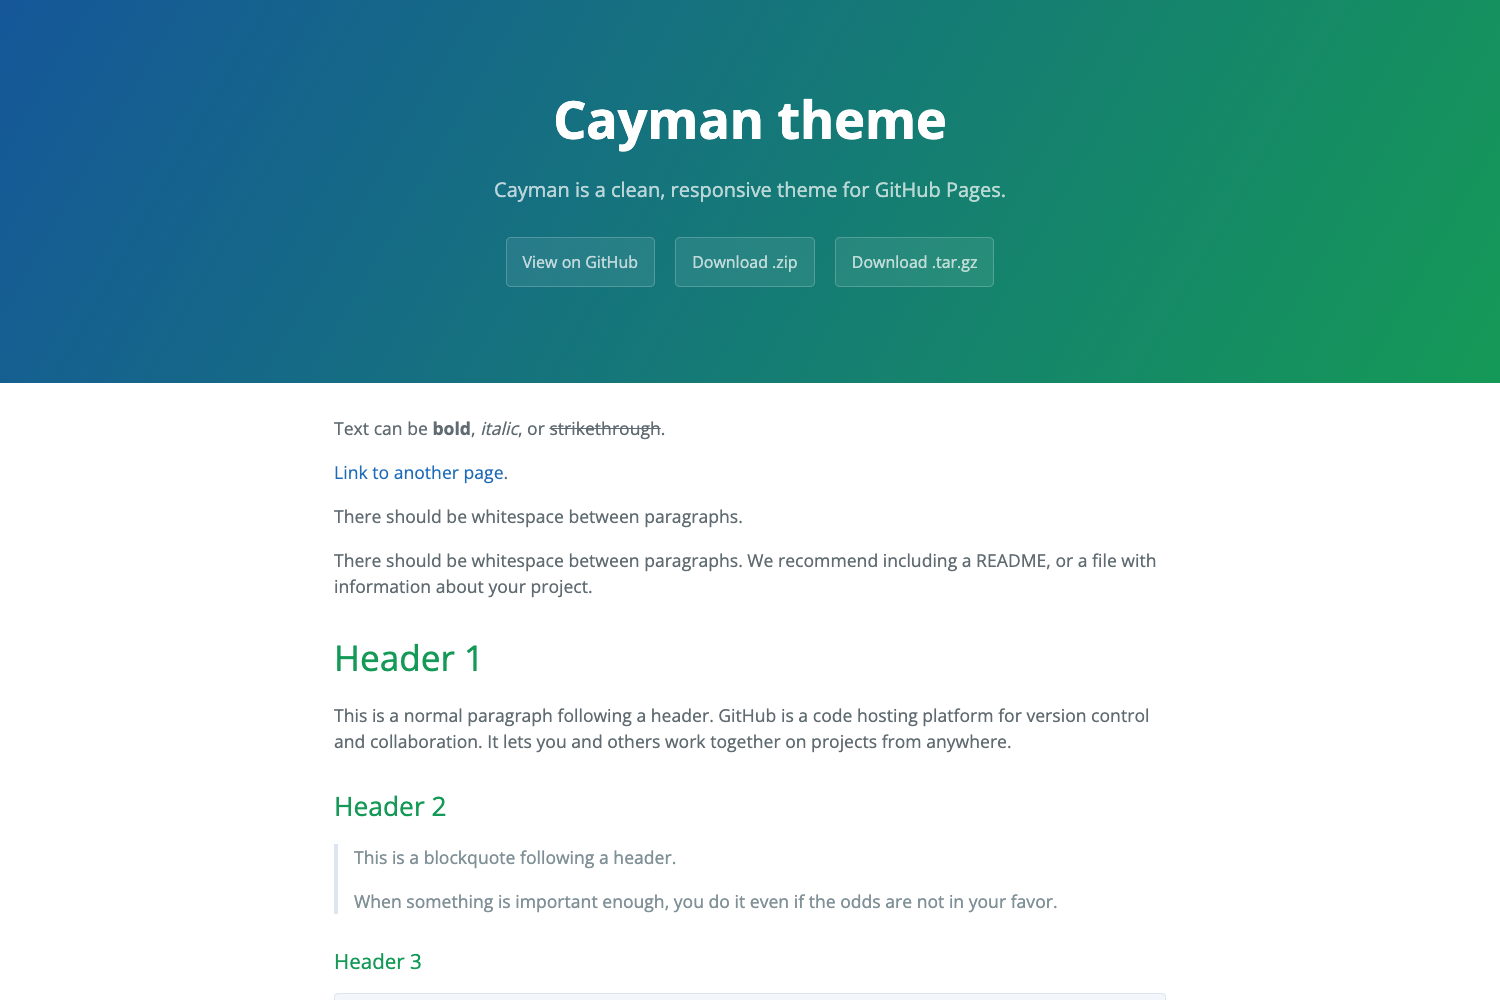 Cayman theme
Cayman is a clean, responsive theme for GitHub Pages.
View on GitHub
Download .zip
Download .tar.gz
Text can be bold, italic, or strikethrough.
Link to another page.
There should be whitespace between paragraphs.
There should be whitespace between paragraphs. We recommend including a README, or a file with
information about your project.
Header 1
This is a normal paragraph following a header. GitHub is a code hosting platform for version control
and collaboration. It lets you and others work together on projects from anywhere.
Header 2
This is a blockquote following a header.
When something is important enough, you do it even if the odds are not in your favor.
Header 3